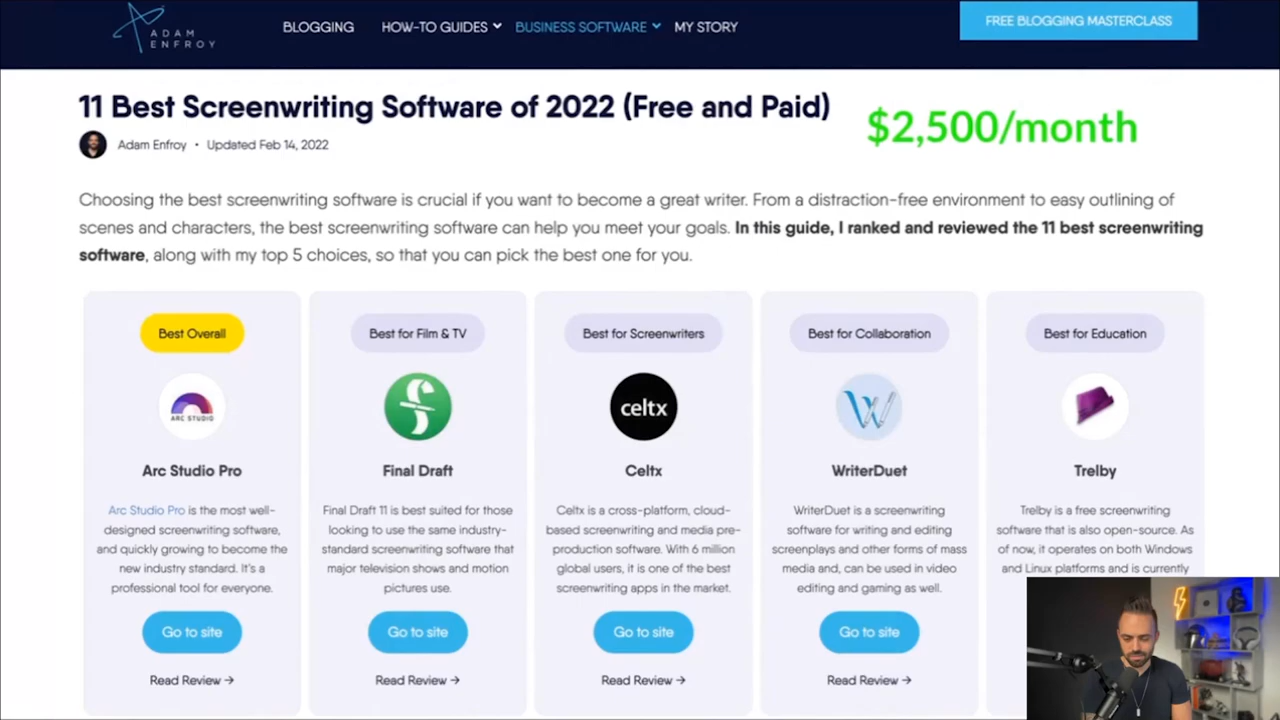 ADAM
ENFROY
BLOGGING
HOW-TO GUIDES
BUSINESS SOFTWARE
MY STORY
FREE BLOGGING MASTERCLASS
11 Best Screenwriting Software of 2022 (Free and Paid)
$2,500/month
Adam Enfroy • Updated Feb 14, 2022
Choosing the best screenwriting software is crucial if you want to become a great writer. From a distraction-free environment to easy outlining of
scenes and characters, the best screenwriting software can help you meet your goals. In this guide, I ranked and reviewed the 11 best screenwriting
software, along with my top 5 choices, so that you can pick the best one for you.
Best Overall
ARC STUDIO
Arc Studio Pro
Arc Studio Pro is the most well-
designed screenwriting software,
and quickly growing to become the
new industry standard. It's a
professional tool for everyone.
Go to site
Read Review →
Best for Film & TV
Final Draft
Final Draft 11 is best suited for those
looking to use the same industry-
standard screenwriting software that
major television shows and motion
pictures use.
Go to site
Read Review →
Best for Screenwriters
celtx
Celtx
Celtx is a cross-platform, cloud-
based screenwriting and media pre-
production software. With 6 million
global users, it is one of the best
screenwriting apps in the market.
Go to site
Read Review →
Best for Collaboration
W
WriterDuet
WriterDuet is a screenwriting
software for writing and editing
screenplays and other forms of mass
media and, can be used in video
editing and gaming as well.
Go to site
Read Review →
Best for Education
Trelby
Trelby is a free screenwriting
software that is also open-source. As
of now, it operates on both Windows
and Linux platforms and is currently